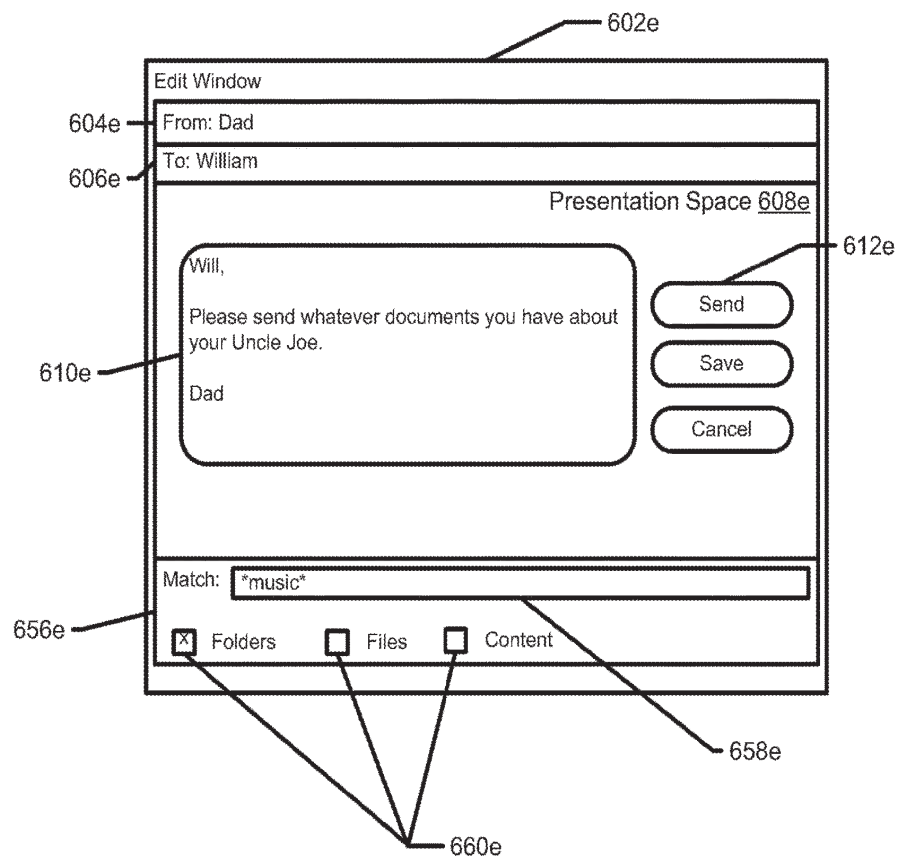 602e
Edit Window
604e
From: Dad
606e
To: William
Presentation Space 608e
612e
Will,
Please send whatever documents you have about
your Uncle Joe.
Dad
610e
Send
Save
Cancel
Match: *music*
656e
X Folders Files Content
658e
660e